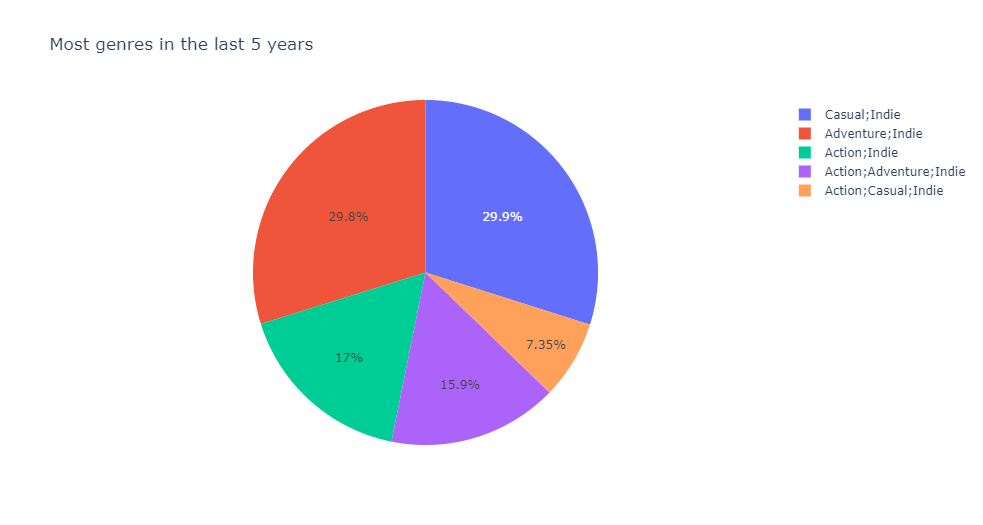 Most genres in the last 5 years
Casual;Indie
Adventure;Indie
Action;Indie
Action;Adventure;Indie
Action;Casual;Indie
29.8%
29.9%
7.35%
17%
15.9%